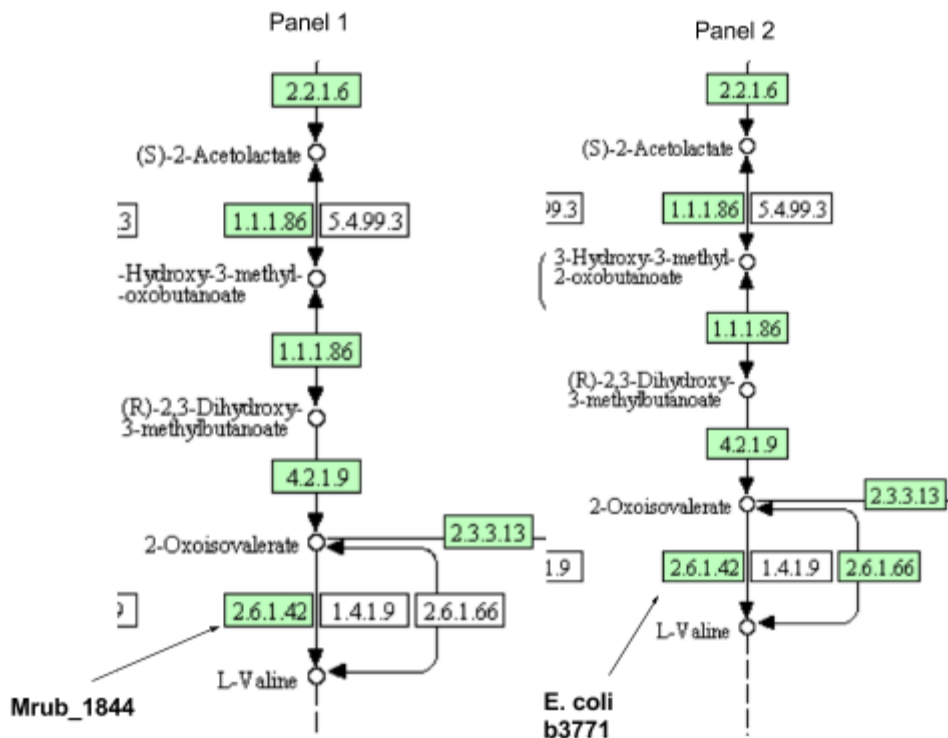 Panel 1
2.2.1.6
(S)-2-Acetolactate
.3
1.1.1.86
5.4.99.3
-Hydroxy-3-methyl-
-oxobutanoate
1.1.1.86
(R)-2,3-Dihydroxy-
3-methylbutanoate
4.2.1.9
2-Oxoisovalerate
2.3.3.13
9
2.6.1.42
1.4.1.9
2.6.1.66
L-Valine
Mrub_1844
Panel 2
2.2.1.6
(S)-2-Acetolactate
99.3
1.1.1.86
5.4.99.3
3-Hydroxy-3-methyl-
2-oxobutanoate
1.1.1.86
(R)-2,3-Dihydroxy-
3-methylbutanoate
4.2.1.9
2-Oxoisovalerate
2.3.3.13
1.9
2.6.1.42
1.4.1.9
2.6.1.66
L-Valine
E. coli
b3771